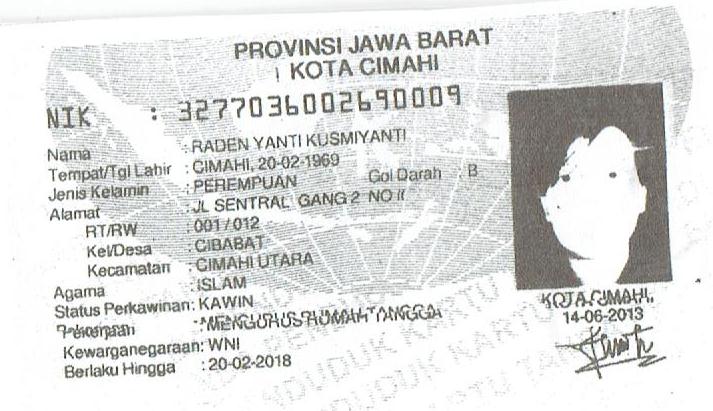 PROVINSI JAWA BARAT
KOTA CIMAHI
NIK : 3277036002690009
Nama : RADEN YANTI KUSMIYANTI
Tempat/Tgl Lahir : CIMAHI, 20-02-1969
Jenis Kelamin : PEREMPUAN Gol Darah : B
Alamat : JL SENTRAL GANG 2 NO
RT/RW : 001 / 012
Kel/Desa : CIBABAT
Kecamatan : CIMAHI UTARA
Agama : ISLAM
Status Perkawinan: KAWIN
Pekerjaan : MENGURUS RUMAH TANGGA
Kewarganegaraan: WNI
Berlaku Hingga : 20-02-2018
KOTA CIMAHI
14-06-2013